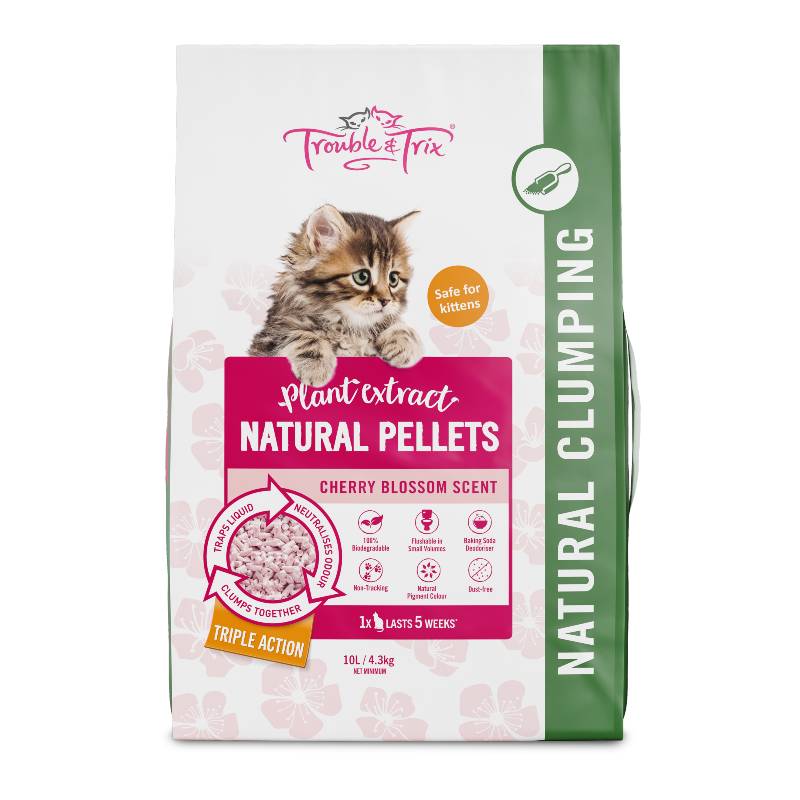 Trouble & Trix®
NATURAL CLUMPING
Safe for
kittens
Plant extract
NATURAL PELLETS
CHERRY BLOSSOM SCENT
TRAPS LIQUID
NEUTRALISES ODOUR
CLUMPS TOGETHER
TRIPLE ACTION
100%
Biodegradable
Flushable in
Small Volumes
Baking Soda
Deodoriser
Non-Tracking
Natural
Pigment Colour
Dust-free
1x LASTS 5 WEEKS*
10L / 4.3kg
NET MINIMUM